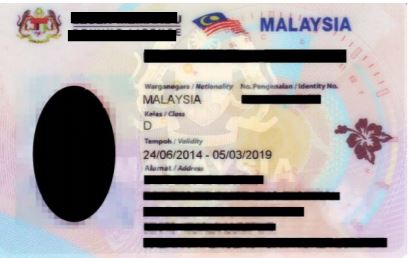 MALAYSIA
Warganegara / Nationality No. Pengenalan / Identity No.
MALAYSIA
Kelas / Class
D
Tempoh / Validity
24/06/2014 - 05/03/2019
Alamat / Address